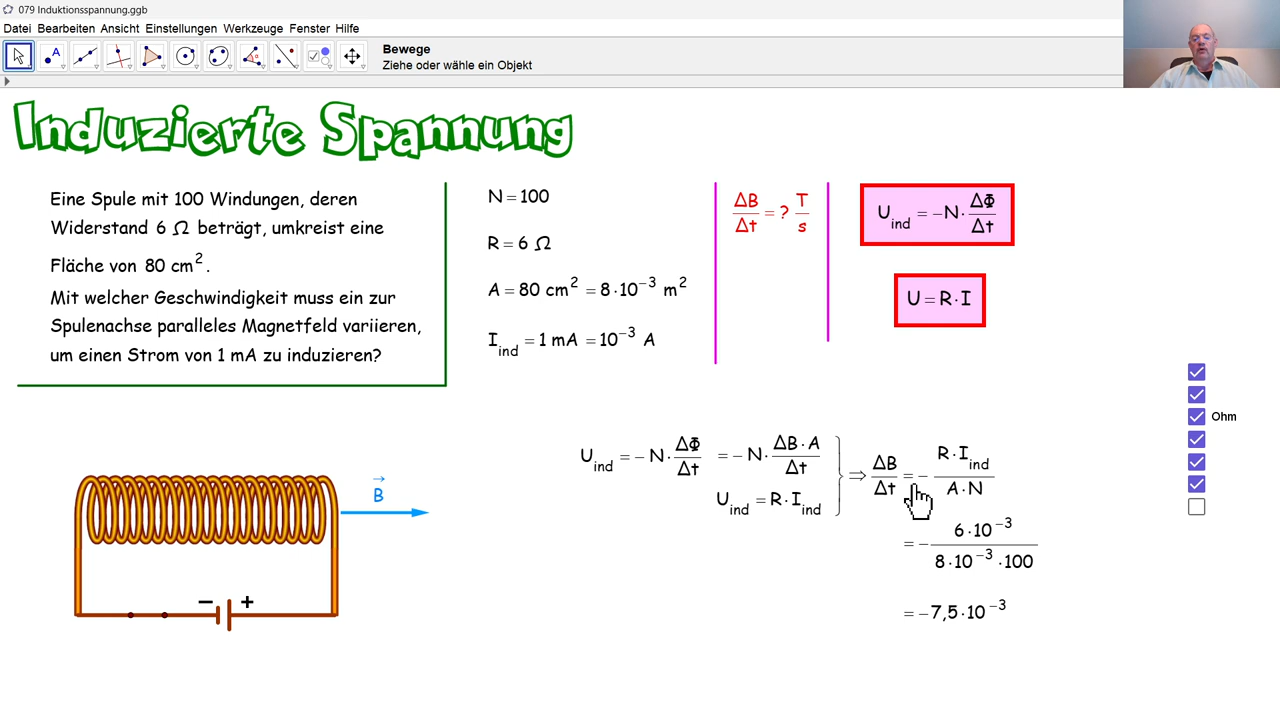 079 Induktionsspannung.ggb
Datei Bearbeiten Ansicht Einstellungen Werkzeuge Fenster Hilfe
Bewege
Ziehe oder wähle ein Objekt
A
Induzierte Spannung
Eine Spule mit 100 Windungen, deren
Widerstand 6 Ω beträgt, umkreist eine
Fläche von 80 cm².
Mit welcher Geschwindigkeit muss ein zur
Spulenachse paralleles Magnetfeld variieren,
um einen Strom von 1 mA zu induzieren?
N = 100
R = 6 Ω
A = 80 cm² = 8·10⁻³ m²
I_ind = 1 mA = 10⁻³ A
ΔB/Δt = ? T/s
U_ind = −N·ΔΦ/Δt
U = R·I
Ohm
U_ind = −N·ΔΦ/Δt = −N·(ΔB·A)/Δt
U_ind = R·I_ind
⇒ ΔB/Δt = − (R·I_ind)/(A·N)
= − (6·10⁻³)/(8·10⁻³·100)
= −7,5·10⁻³
B⃗
− +